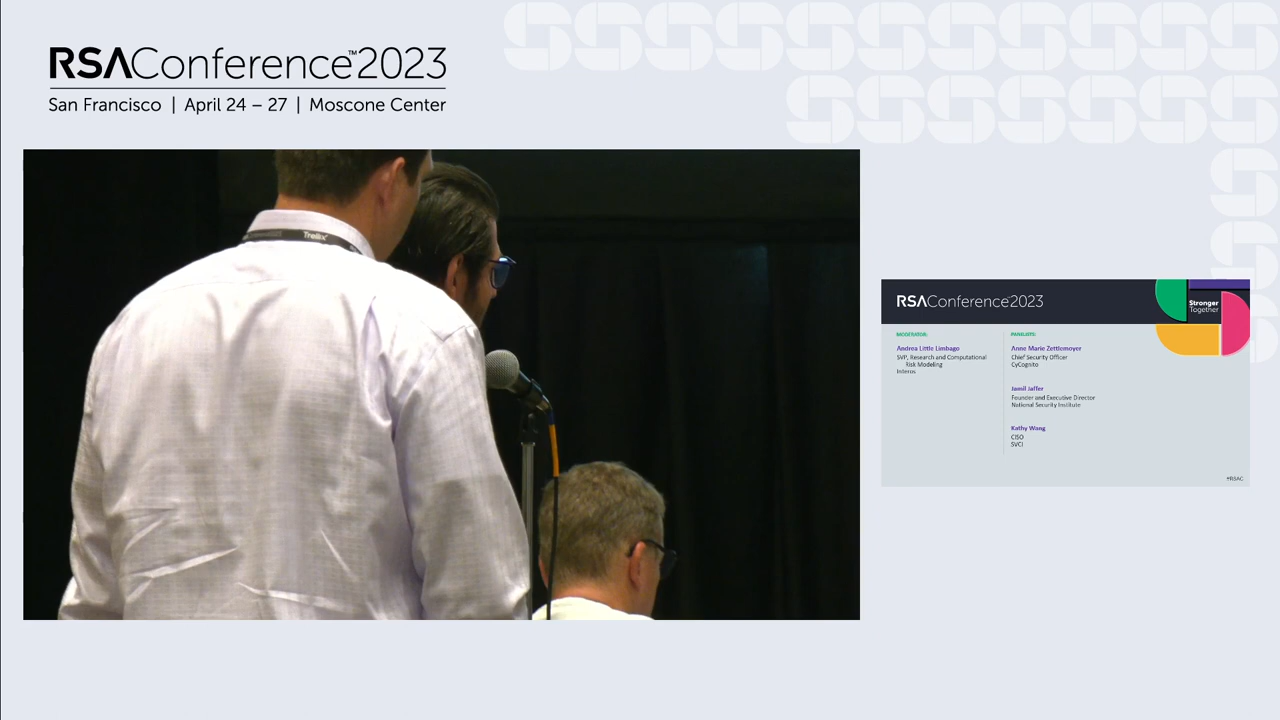 RSAConference™2023
San Francisco | April 24 – 27 | Moscone Center
Trellix
RSAConference2023
Stronger
Together
MODERATOR:
Andrea Little Limbago
SVP, Research and Computational
Risk Modeling
Interos
PANELISTS:
Anne Marie Zettlemoyer
Chief Security Officer
CyCognito
Jamil Jaffer
Founder and Executive Director
National Security Institute
Kathy Wang
CISO
SVCI
#RSAC